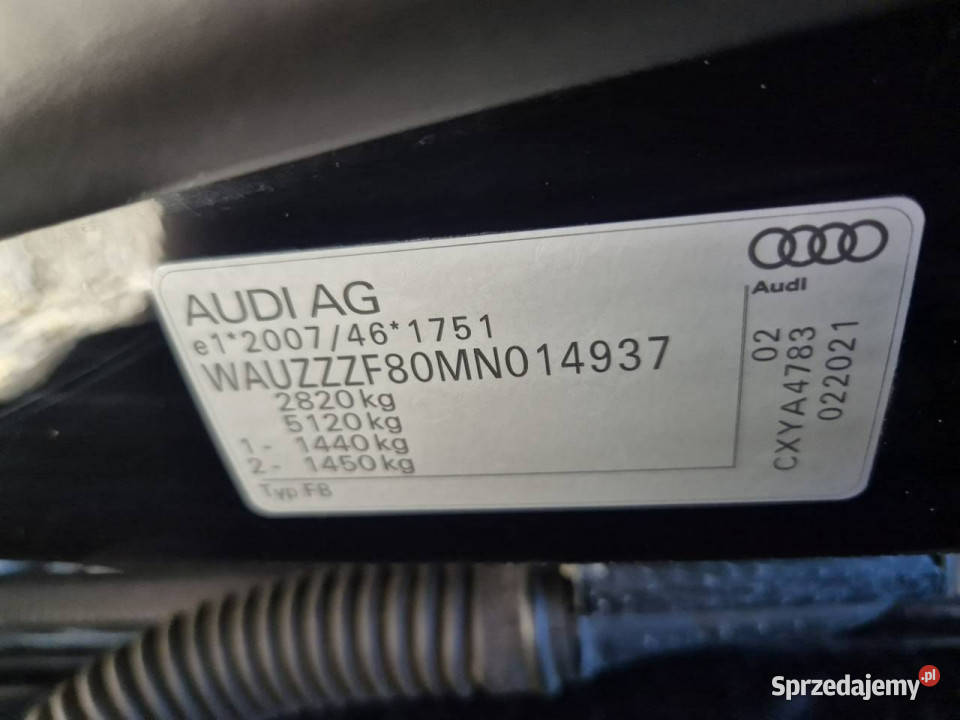 AUDI AG
e1*2007/46*1751
WAUZZZF80MN014937
2820 kg
5120 kg
1- 1440 kg
2- 1450 kg
Typ F8
Audi
02
CXYA4783
022021
Sprzedajemy.pl